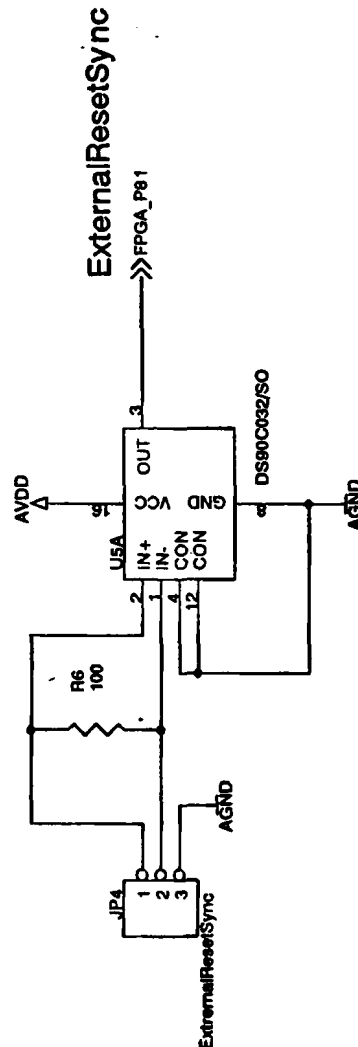 ExternalResetSync
FPGA_P81
3
OUT
DS90C032/SO
AVDD
16
VCC
GND
8
AGND
U5A
IN+
IN-
CON
CON
2
1
4
12
R6
100
AGND
JP4
1
2
3
ExtremalResetSync